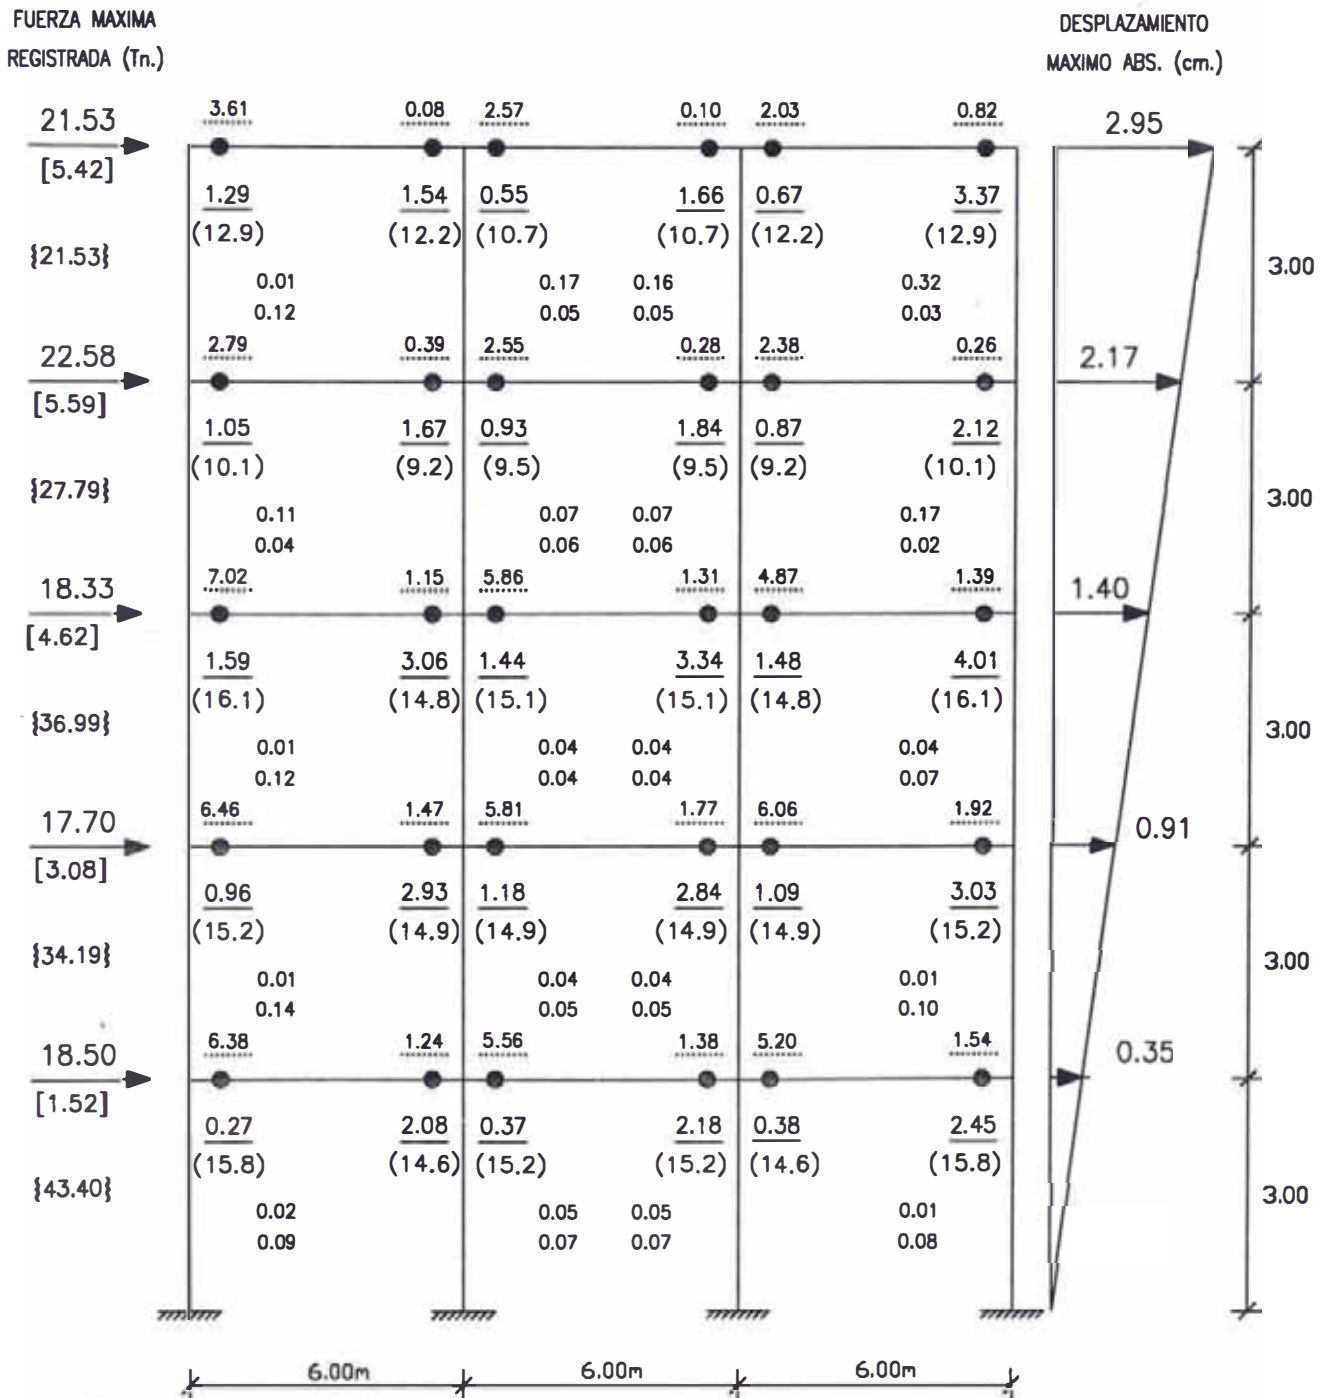 FUERZA MAXIMA
REGISTRADA (Tn.)
DESPLAZAMIENTO
MAXIMO ABS. (cm.)
21.53 3.61 0.08 2.57 0.10 2.03 0.82 2.95
[5.42]
1.29 1.54 0.55 1.66 0.67 3.37
(12.9) (12.2) (10.7) (10.7) (12.2) (12.9)
{21.53} 3.00
0.01 0.17 0.16 0.32
0.12 0.05 0.05 0.03
22.58 2.79 0.39 2.55 0.28 2.38 0.26 2.17
[5.59]
1.05 1.67 0.93 1.84 0.87 2.12
(10.1) (9.2) (9.5) (9.5) (9.2) (10.1)
{27.79} 3.00
0.11 0.07 0.07 0.17
0.04 0.06 0.06 0.02
18.33 7.02 1.15 5.86 1.31 4.87 1.39 1.40
[4.62]
1.59 3.06 1.44 3.34 1.48 4.01
(16.1) (14.8) (15.1) (15.1) (14.8) (16.1)
{36.99} 3.00
0.01 0.04 0.04 0.04
0.12 0.04 0.04 0.07
17.70 6.46 1.47 5.81 1.77 6.06 1.92 0.91
[3.08]
0.96 2.93 1.18 2.84 1.09 3.03
(15.2) (14.9) (14.9) (14.9) (14.9) (15.2)
{34.19} 3.00
0.01 0.04 0.04 0.01
0.14 0.05 0.05 0.10
18.50 6.38 1.24 5.56 1.38 5.20 1.54 0.35
[1.52]
0.27 2.08 0.37 2.18 0.38 2.45
(15.8) (14.6) (15.2) (15.2) (14.6) (15.8)
{43.40} 3.00
0.02 0.05 0.05 0.01
0.09 0.07 0.07 0.08
6.00m 6.00m 6.00m